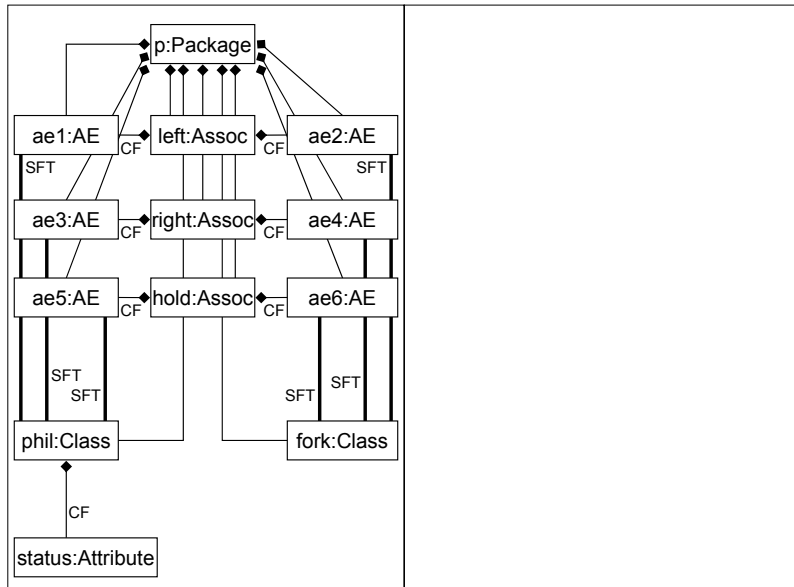 p:Package
ae1:AE
left:Assoc
ae2:AE
CF
CF
SFT
SFT
ae3:AE
right:Assoc
ae4:AE
CF
CF
ae5:AE
hold:Assoc
ae6:AE
CF
CF
SFT
SFT
SFT
SFT
phil:Class
fork:Class
CF
status:Attribute